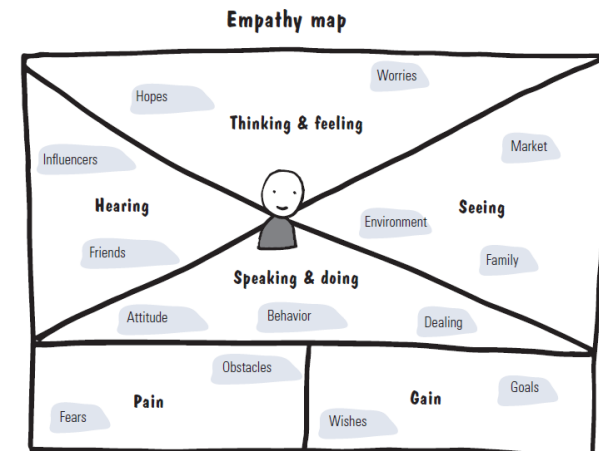 Empathy map
Worries
Hopes
Thinking & feeling
Market
Influencers
Hearing
Seeing
Environment
Friends
Family
Speaking & doing
Attitude
Behavior
Dealing
Obstacles
Pain
Fears
Goals
Gain
Wishes